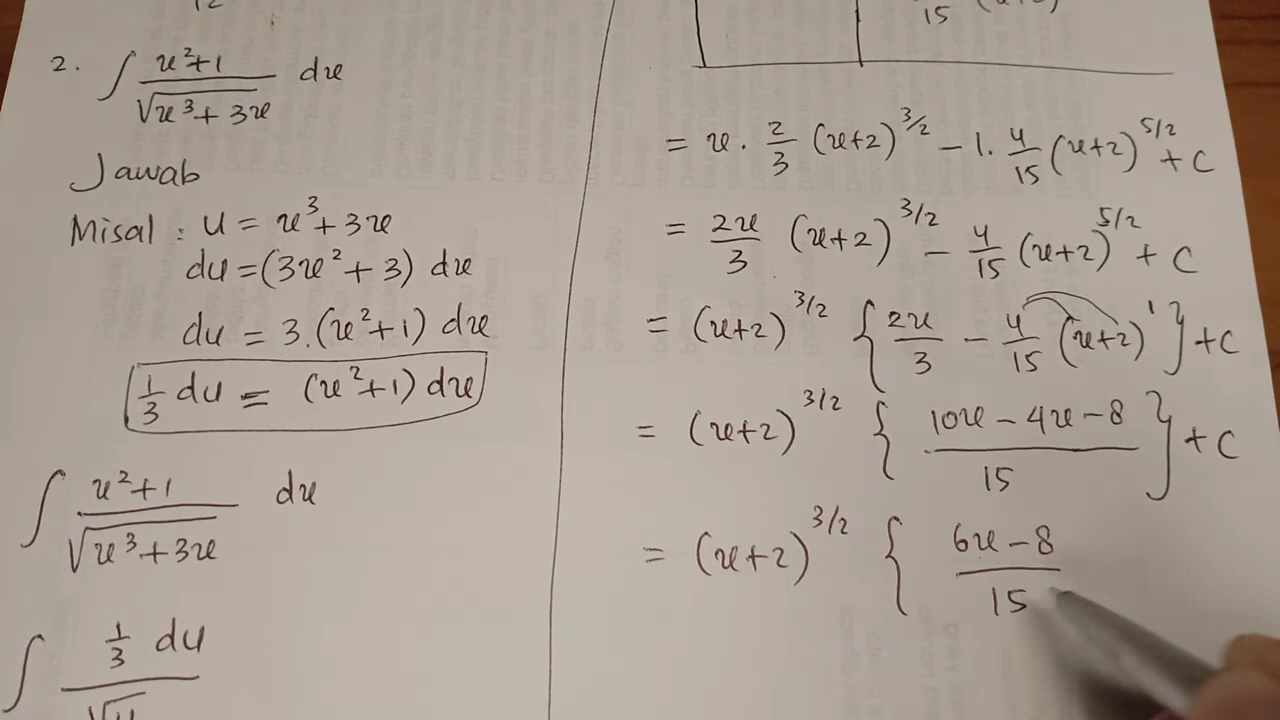 12
2. ∫ x²+1 / √x³+3x dx
Jawab
Misal : u = x³+3x
du = (3x²+3) dx
du = 3.(x²+1) dx
1/3 du = (x²+1) dx
∫ x²+1 / √x³+3x dx
∫ 1/3 du / √u
15
= x. 2/3 (x+2)^3/2 - 1. 4/15 (x+2)^5/2 + C
= 2x/3 (x+2)^3/2 - 4/15 (x+2)^5/2 + C
= (x+2)^3/2 { 2x/3 - 4/15 (x+2)^1 } + C
= (x+2)^3/2 { 10x - 4x - 8 / 15 } + C
= (x+2)^3/2 { 6x - 8 / 15